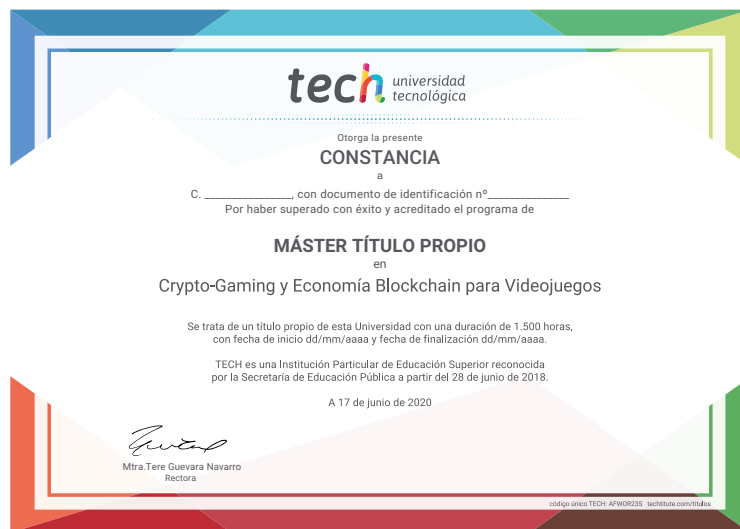 tech universidad
tecnológica
Otorga la presente
CONSTANCIA
a
C. ________________, con documento de identificación nº_______________
Por haber superado con éxito y acreditado el programa de
MÁSTER TÍTULO PROPIO
en
Crypto-Gaming y Economía Blockchain para Videojuegos
Se trata de un título propio de esta Universidad con una duración de 1.500 horas,
con fecha de inicio dd/mm/aaaa y fecha de finalización dd/mm/aaaa.
TECH es una Institución Particular de Educación Superior reconocida
por la Secretaría de Educación Pública a partir del 28 de junio de 2018.
A 17 de junio de 2020
Mtra.Tere Guevara Navarro
Rectora
código único TECH: AFWOR235 techtitute.com/titulos